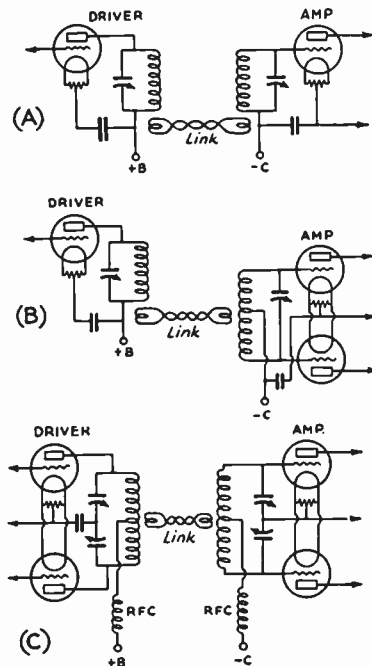 DRIVER AMP
(A)
Link
+B -C
DRIVER AMP
(B)
Link
+B -C
DRIVER AMP.
Link
RFC RFC
(C)
+B -C